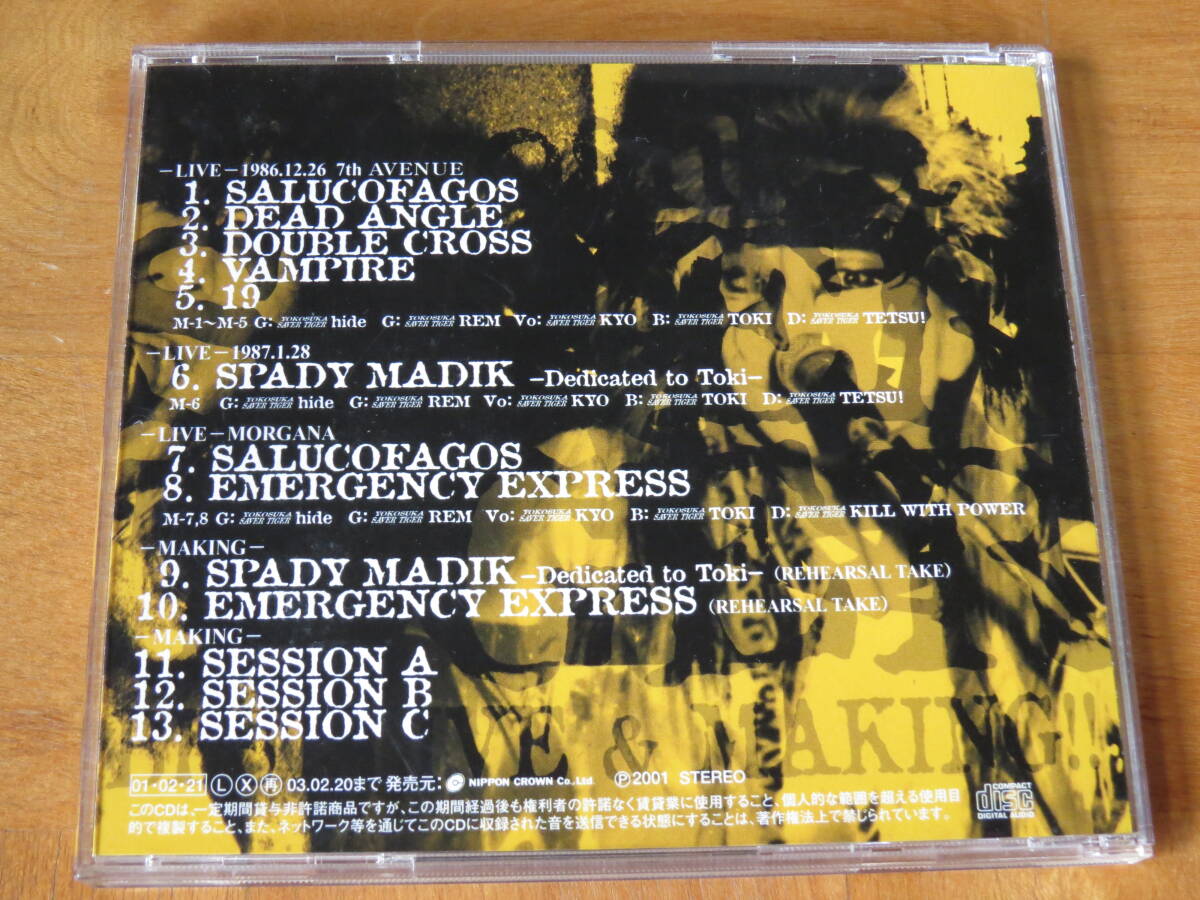 －LIVE－1986.12.26 7th AVENUE
1. SALUCOFAGOS
2. DEAD ANGLE
3. DOUBLE CROSS
4. VAMPIRE
5. 19
M-1〜M-5 G: YOKOSUKA SAVER TIGER hide G: YOKOSUKA SAVER TIGER REM Vo: YOKOSUKA SAVER TIGER KYO B: YOKOSUKA SAVER TIGER TOKI D: YOKOSUKA SAVER TIGER TETSU!
－LIVE－1987.1.28
6. SPADY MADIK －Dedicated to Toki－
M-6 G: YOKOSUKA SAVER TIGER hide G: YOKOSUKA SAVER TIGER REM Vo: YOKOSUKA SAVER TIGER KYO B: YOKOSUKA SAVER TIGER TOKI D: YOKOSUKA SAVER TIGER TETSU!
－LIVE－MORGANA
7. SALUCOFAGOS
8. EMERGENCY EXPRESS
M-7,8 G: YOKOSUKA SAVER TIGER hide G: YOKOSUKA SAVER TIGER REM Vo: YOKOSUKA SAVER TIGER KYO B: YOKOSUKA SAVER TIGER TOKI D: YOKOSUKA SAVER TIGER KILL WITH POWER
－MAKING－
9. SPADY MADIK －Dedicated to Toki－ (REHEARSAL TAKE)
10. EMERGENCY EXPRESS (REHEARSAL TAKE)
－MAKING－
11. SESSION A
12. SESSION B
13. SESSION C
& MAKING!!
01・02・21 L X 再 03.02.20まで 発売元: NIPPON CROWN Co.,Ltd. ℗2001 STEREO
このCDは、一定期間貸与非許諾商品ですが、この期間経過後も権利者の許諾なく賃貸業に使用すること、個人的な範囲を超える使用目
的で複製すること、また、ネットワーク等を通じてこのCDに収録された音を送信できる状態にすることは、著作権法上で禁じられています。
COMPACT
disc
DIGITAL AUDIO